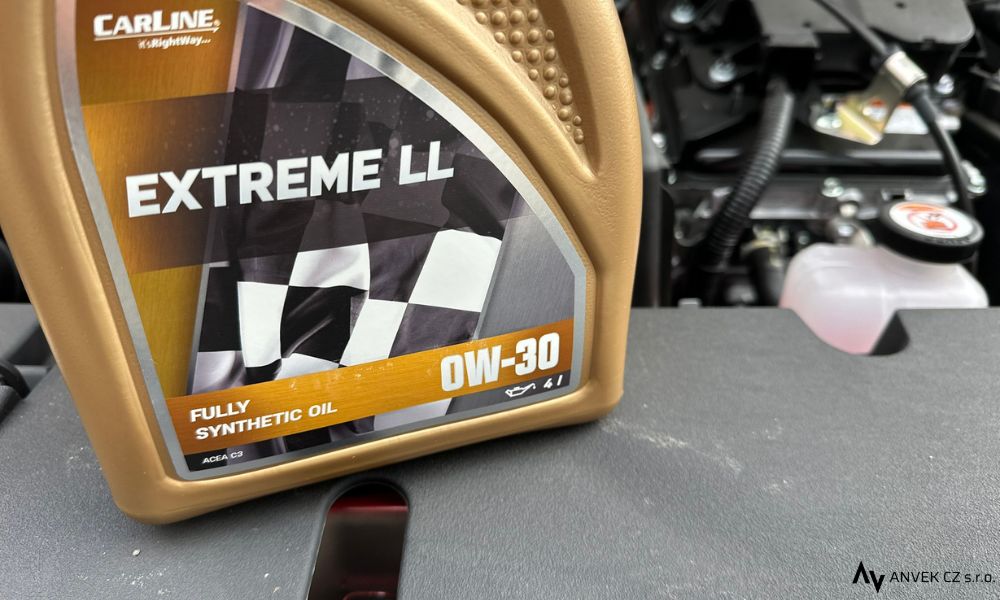 CARLINE®
it's RightWay...
EXTREME LL
0W-30
4 l
FULLY
SYNTHETIC OIL
ACEA C3
ANVEK CZ s.r.o.